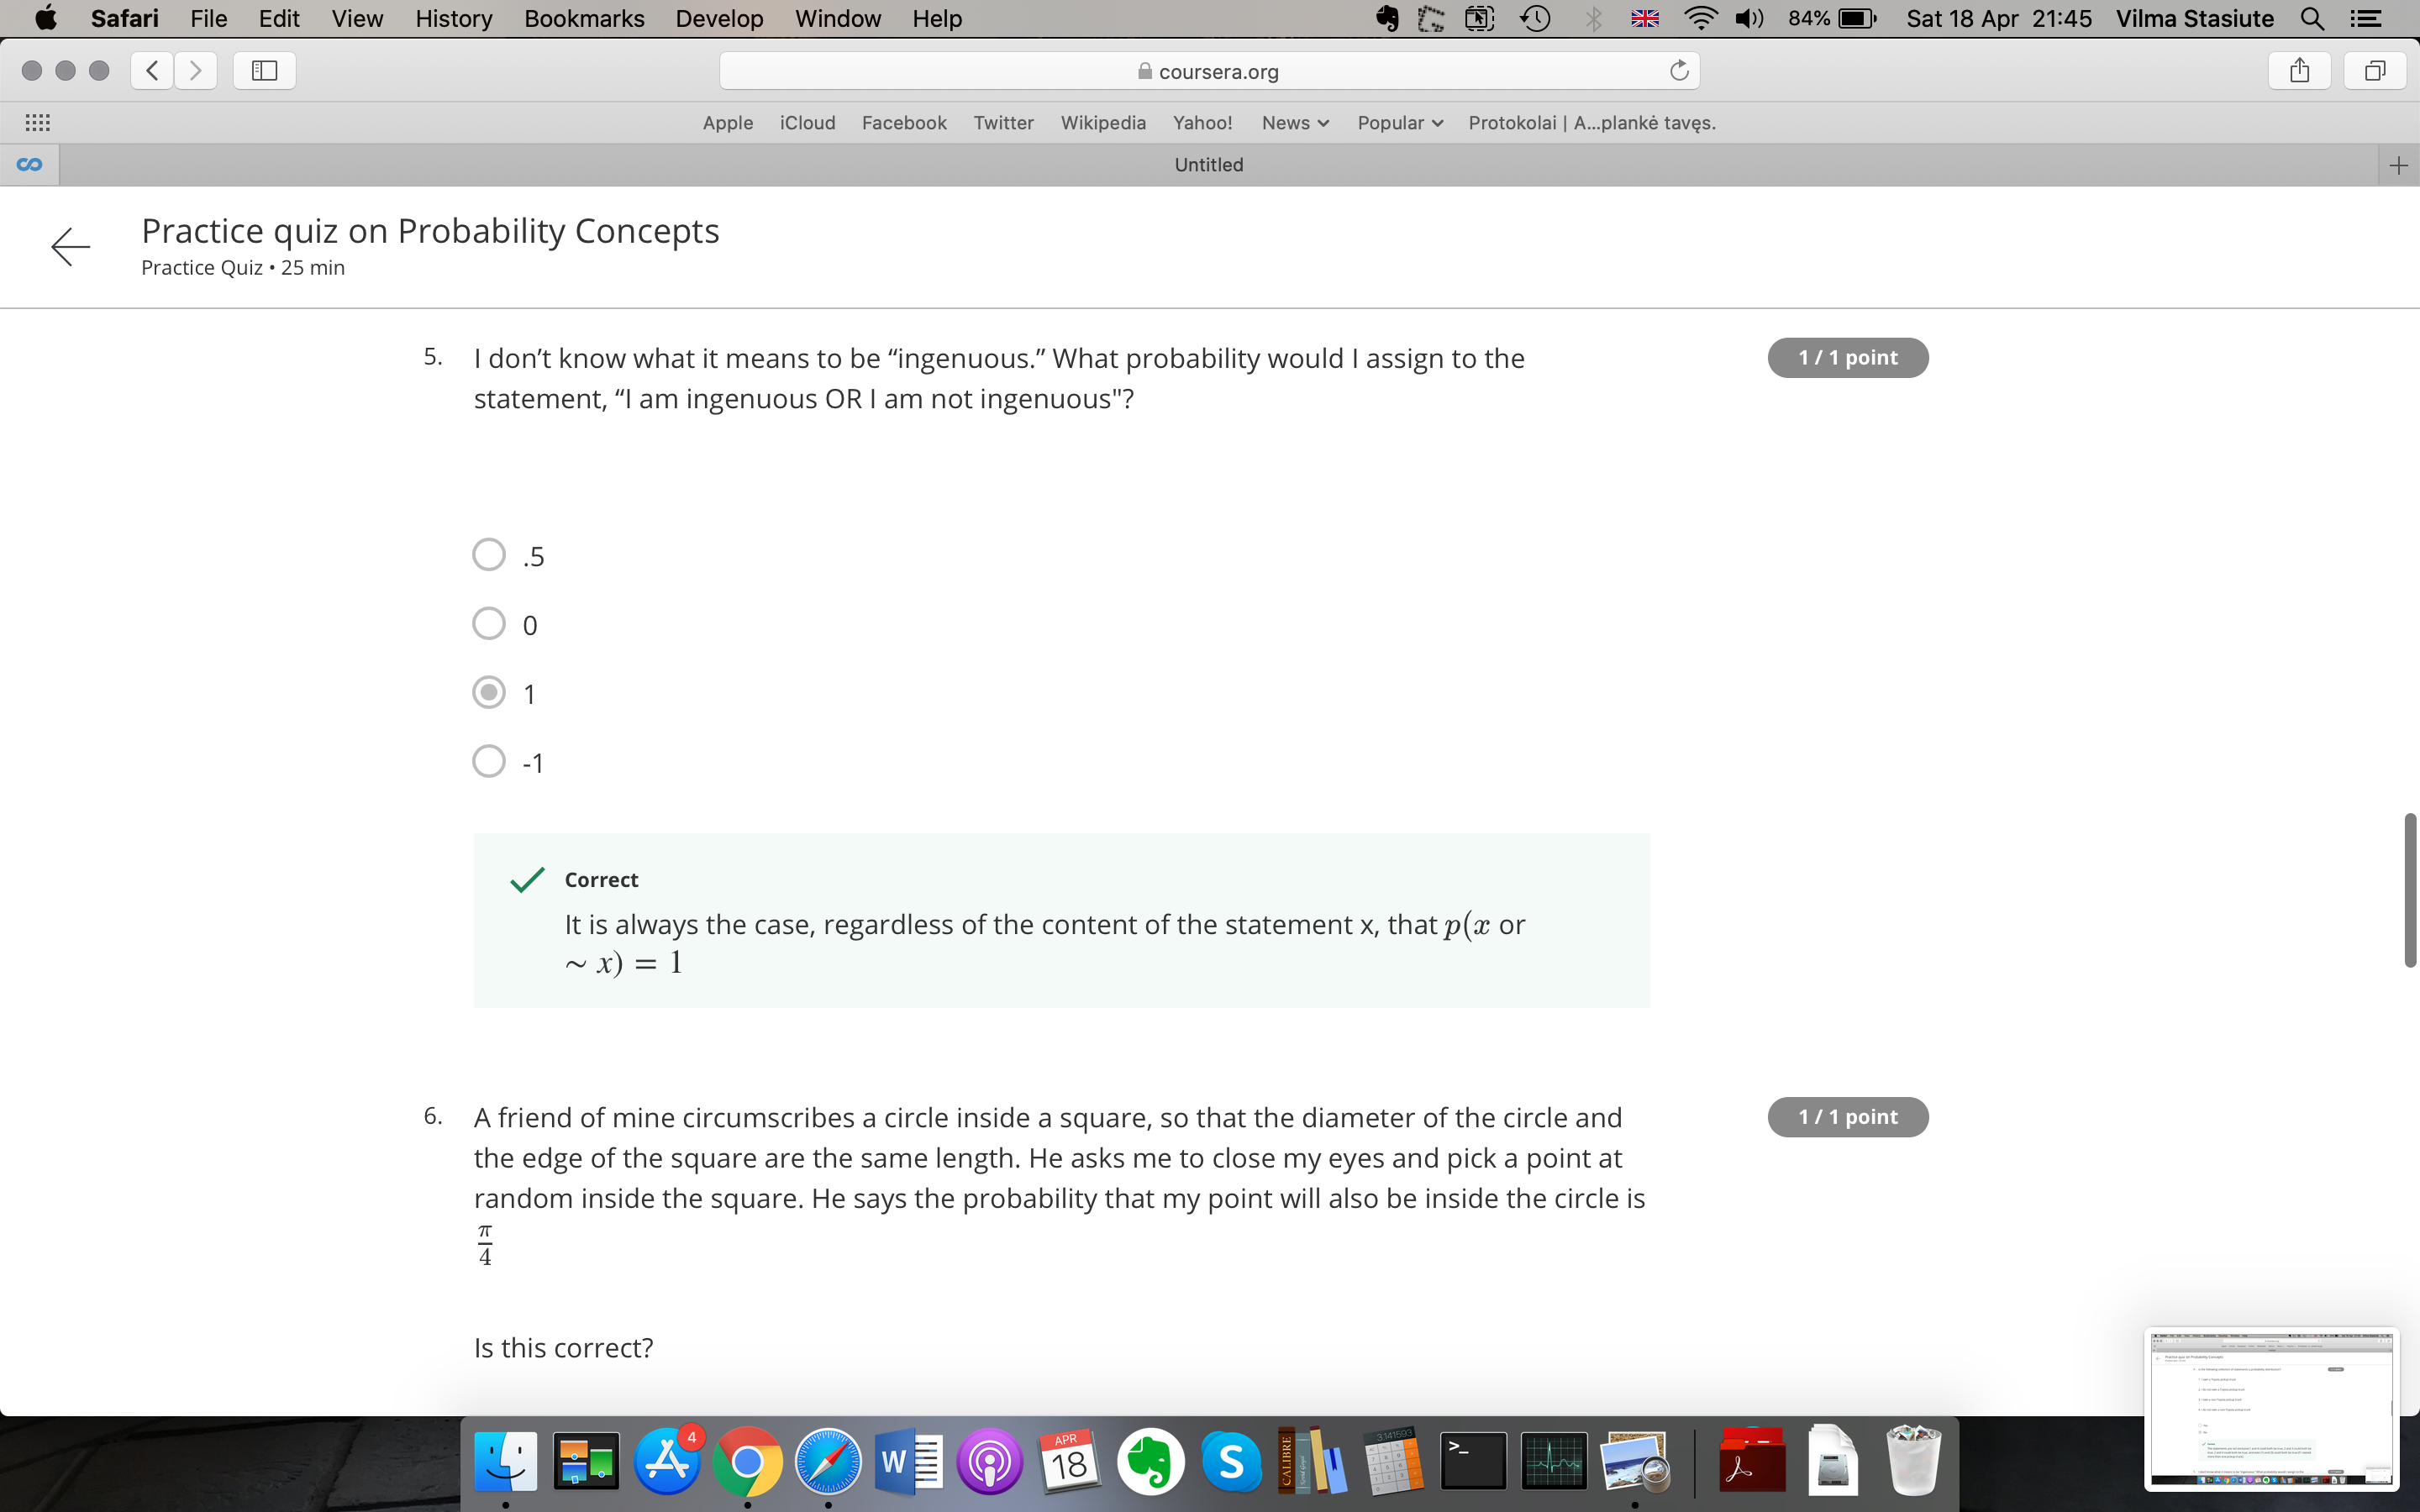 Safari File Edit View History Bookmarks Develop Window Help 84% Sat 18 Apr 21:45 Vilma Stasiute
coursera.org
Apple iCloud Facebook Twitter Wikipedia Yahoo! News Popular Protokolai | A...plankė tavęs.
Untitled
Practice quiz on Probability Concepts
Practice Quiz • 25 min
5. I don’t know what it means to be “ingenuous.” What probability would I assign to the 1 / 1 point
statement, “I am ingenuous OR I am not ingenuous"?
.5
0
1
-1
Correct
It is always the case, regardless of the content of the statement x, that p(x or
∼ x) = 1
6. A friend of mine circumscribes a circle inside a square, so that the diameter of the circle and 1 / 1 point
the edge of the square are the same length. He asks me to close my eyes and pick a point at
random inside the square. He says the probability that my point will also be inside the circle is
π
4
Is this correct?
4
APR
18
W
S
CALIBRE
3.141593
>_